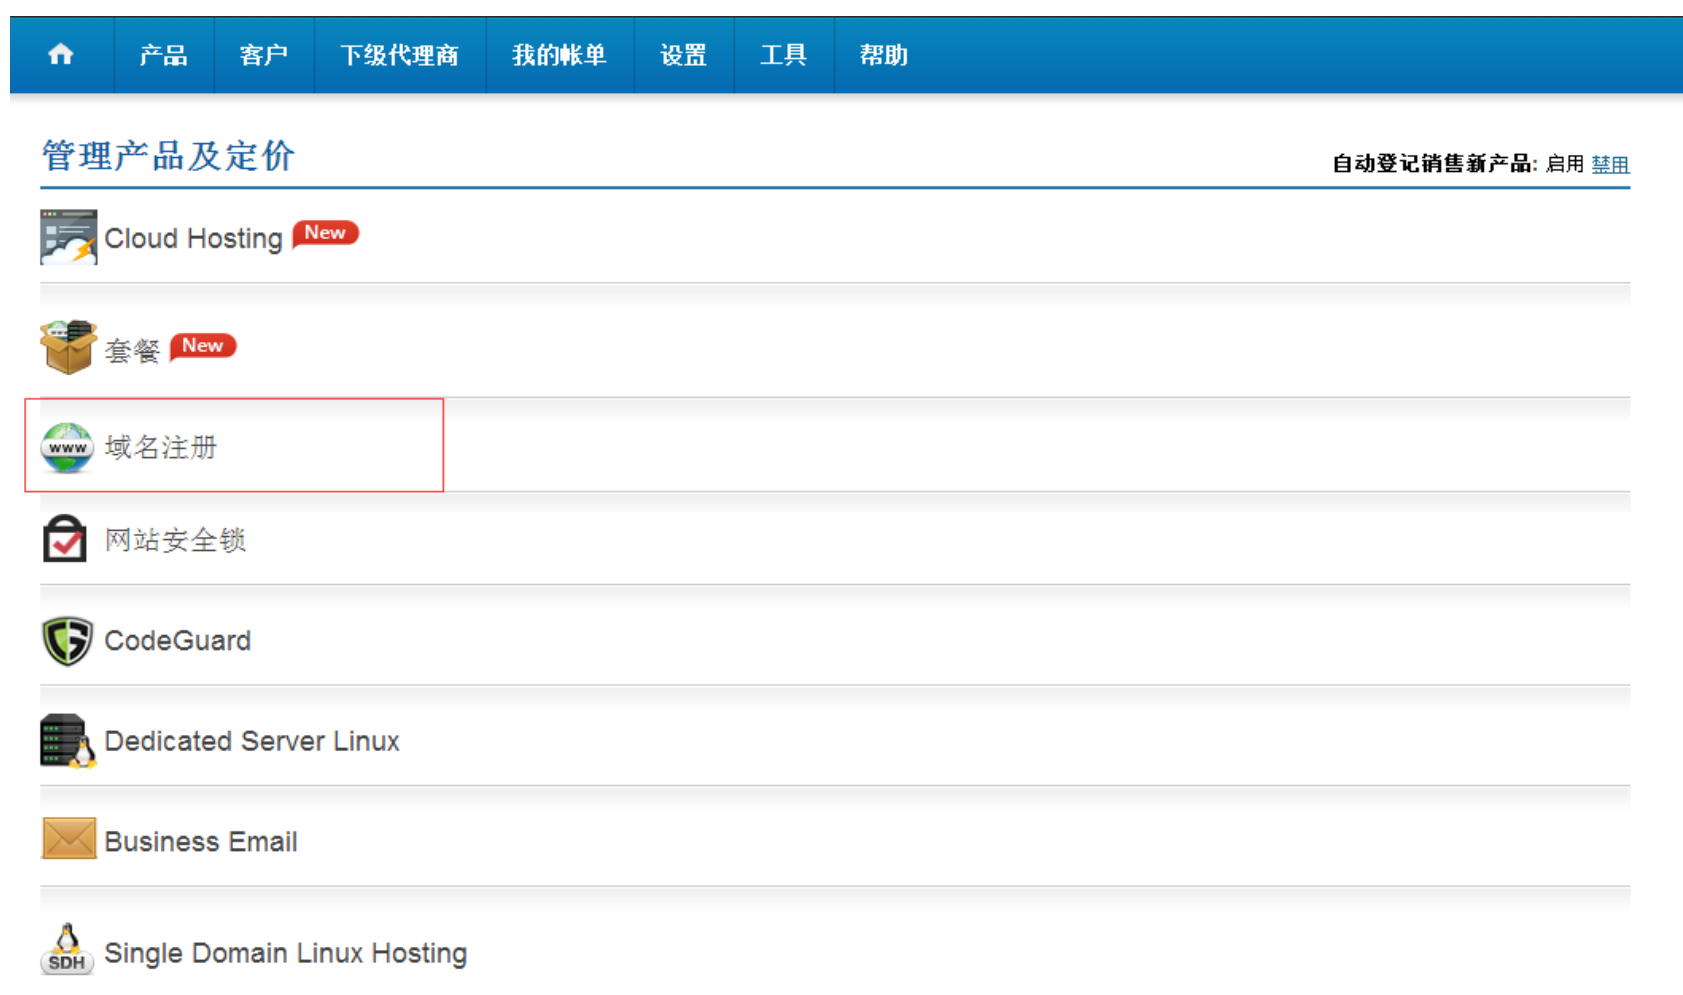 产品 客户 下级代理商 我的帐单 设置 工具 帮助
管理产品及定价
自动登记销售新产品: 启用 禁用
Cloud Hosting New
套餐 New
www 域名注册
网站安全锁
CodeGuard
Dedicated Server Linux
Business Email
SDH Single Domain Linux Hosting